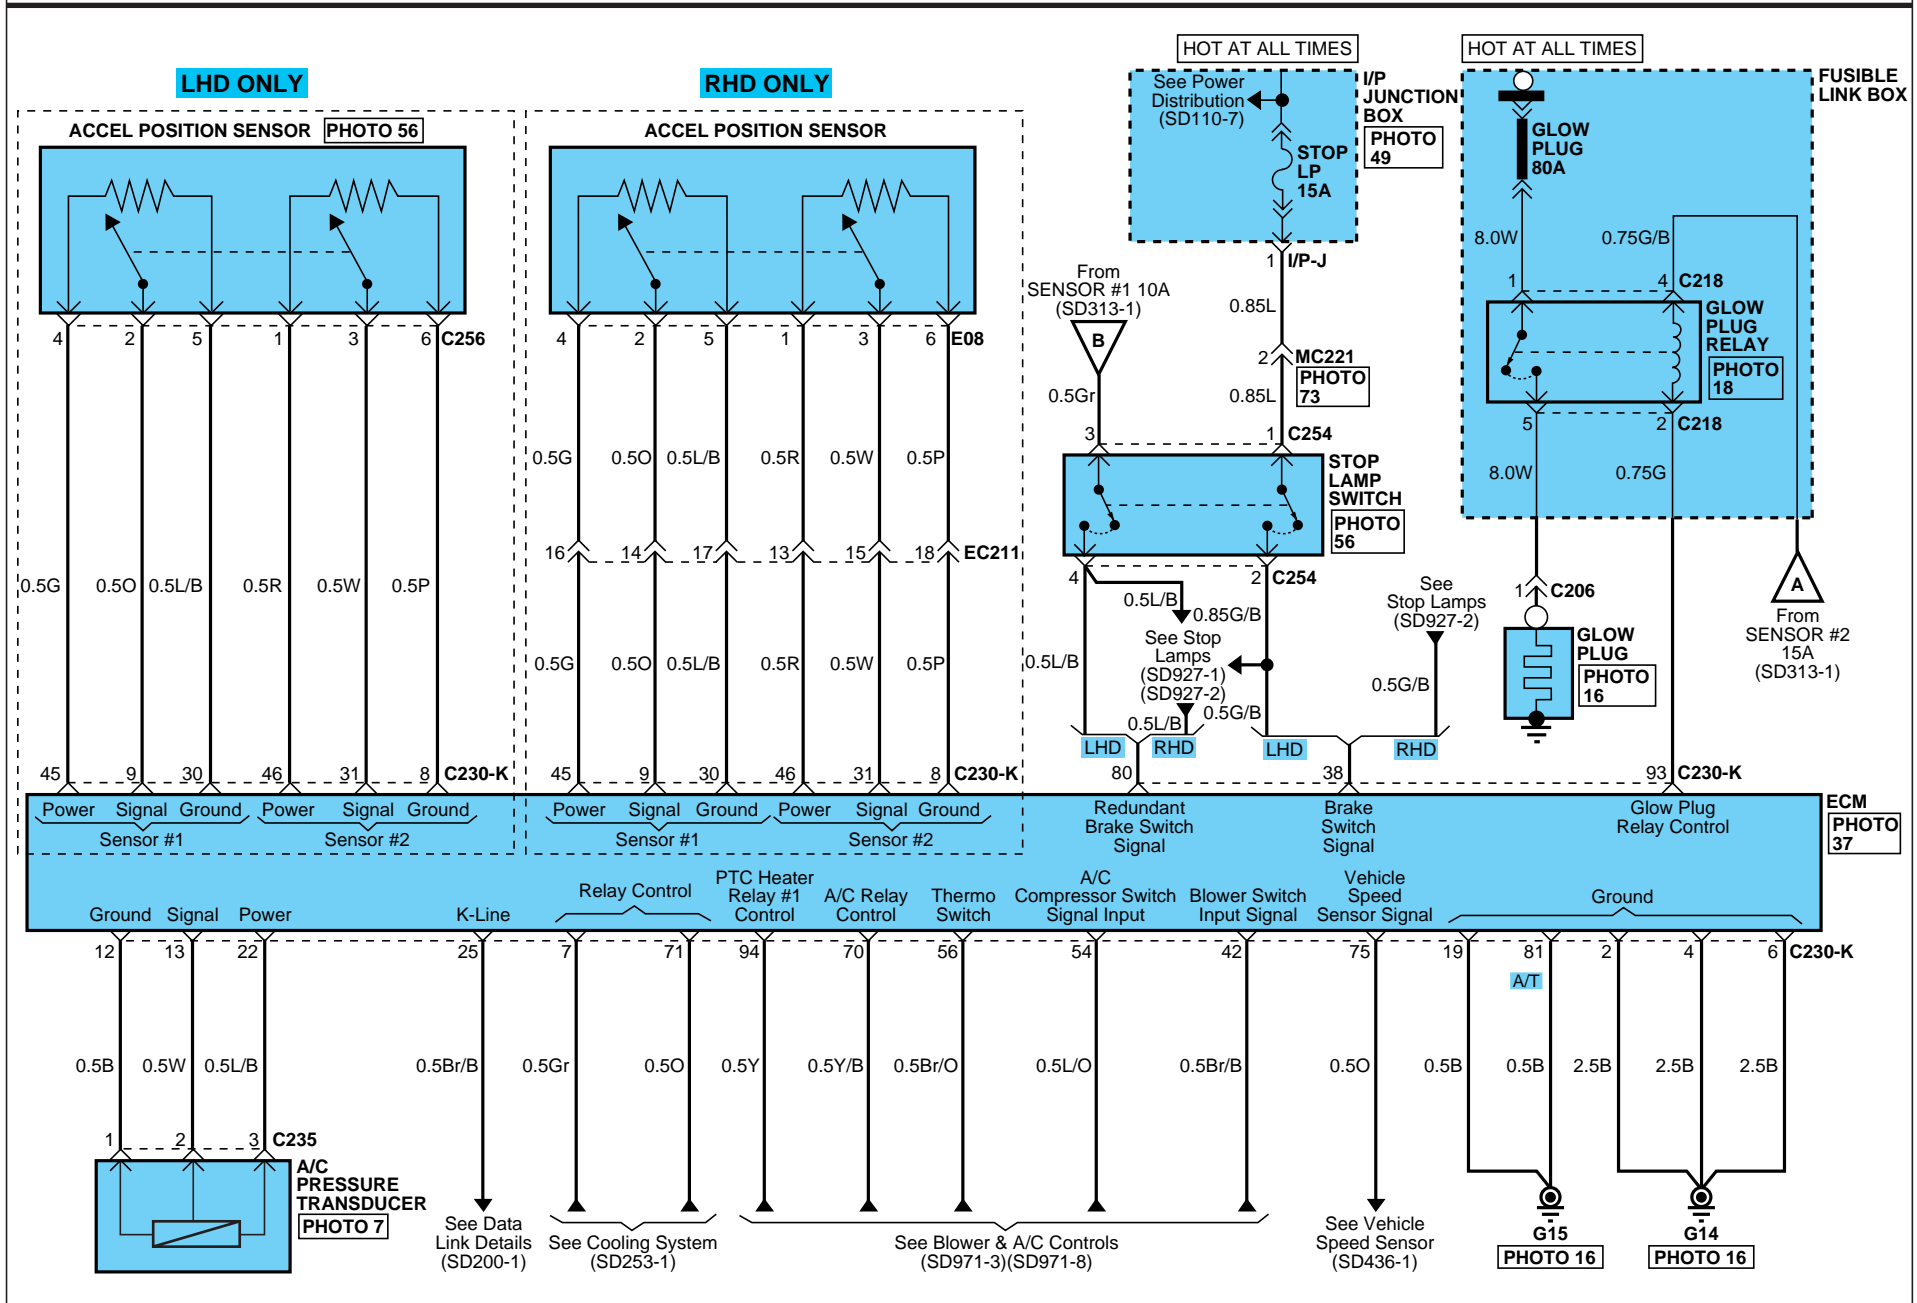 HOT AT ALL TIMES
HOT AT ALL TIMES
LHD ONLY
RHD ONLY
ACCEL POSITION SENSOR PHOTO 56
ACCEL POSITION SENSOR
See Power
Distribution
(SD110-7)
STOP
LP
15A
I/P
JUNCTION
BOX
PHOTO
49
GLOW
PLUG
80A
FUSIBLE
LINK BOX
8.0W
0.75G/B
1 I/P-J
From
SENSOR #1 10A
(SD313-1)
B
0.85L
2 MC221
PHOTO
73
0.5Gr
0.85L
1
4 C218
GLOW
PLUG
RELAY
PHOTO
18
5
2 C218
8.0W
0.75G
4 2 5 1 3 6 C256
4 2 5 1 3 6 E08
3
1 C254
STOP
LAMP
SWITCH
PHOTO
56
4
2 C254
0.5G 0.5O 0.5L/B 0.5R 0.5W 0.5P
16 14 17 13 15 18 EC211
0.5G 0.5O 0.5L/B 0.5R 0.5W 0.5P
0.5G 0.5O 0.5L/B 0.5R 0.5W 0.5P
0.5L/B
0.85G/B
See Stop
Lamps
(SD927-1)
(SD927-2)
0.5L/B
0.5L/B
0.5G/B
See
Stop Lamps
(SD927-2)
0.5G/B
1 C206
GLOW
PLUG
PHOTO
16
A
From
SENSOR #2
15A
(SD313-1)
LHD RHD
LHD RHD
45 9 30 46 31 8 C230-K
45 9 30 46 31 8 C230-K
80 38 93 C230-K
Power Signal Ground Power Signal Ground
Sensor #1 Sensor #2
Power Signal Ground Power Signal Ground
Sensor #1 Sensor #2
Redundant
Brake Switch
Signal
Brake
Switch
Signal
Glow Plug
Relay Control
ECM
PHOTO
37
Ground Signal Power
K-Line
Relay Control
PTC Heater
Relay #1
Control
A/C Relay
Control
Thermo
Switch
A/C
Compressor Switch
Signal Input
Blower Switch
Input Signal
Vehicle
Speed
Sensor Signal
Ground
12 13 22 25 7 71 94 70 56 54 42 75 19 81 2 4 6 C230-K
A/T
0.5B 0.5W 0.5L/B 0.5Br/B 0.5Gr 0.5O 0.5Y 0.5Y/B 0.5Br/O 0.5L/O 0.5Br/B 0.5O 0.5B 0.5B 2.5B 2.5B 2.5B
1 2 3 C235
A/C
PRESSURE
TRANSDUCER
PHOTO 7
See Data
Link Details
(SD200-1)
See Cooling System
(SD253-1)
See Blower & A/C Controls
(SD971-3)(SD971-8)
See Vehicle
Speed Sensor
(SD436-1)
G15
PHOTO 16
G14
PHOTO 16